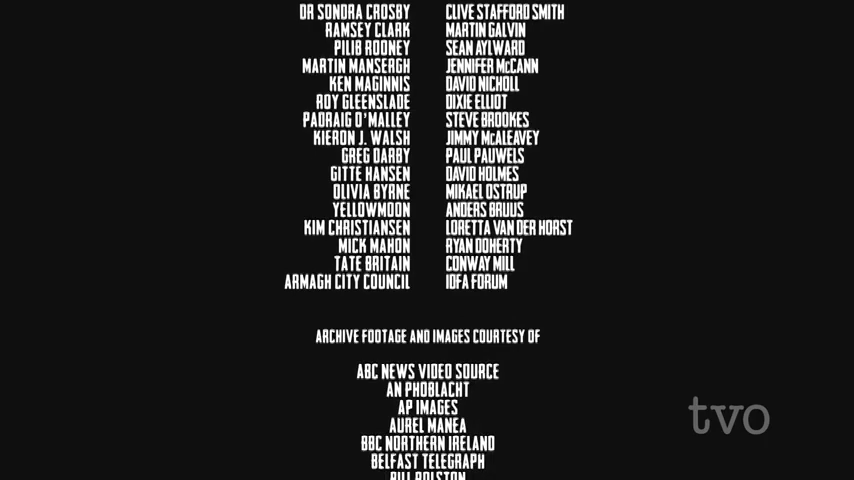 DR SONDRA CROSBY CLIVE STAFFORD SMITH
RAMSEY CLARK MARTIN GALVIN
PILIB ROONEY SEAN AYLWARD
MARTIN MANSERGH JENNIFER McCANN
KEN MAGINNIS DAVID NICHOLL
ROY GLEENSLADE DIXIE ELLIOT
PADRAIG O'MALLEY STEVE BROOKES
KIERON J. WALSH JIMMY McALEAVEY
GREG DARBY PAUL PAUWELS
GITTE HANSEN DAVID HOLMES
OLIVIA BYRNE MIKAEL OSTRUP
YELLOWMOON ANDERS BRUUS
KIM CHRISTIANSEN LORETTA VAN DER HORST
MICK MAHON RYAN DOHERTY
TATE BRITAIN CONWAY MILL
ARMAGH CITY COUNCIL IDFA FORUM
ARCHIVE FOOTAGE AND IMAGES COURTESY OF
ABC NEWS VIDEO SOURCE
AN PHOBLACHT
AP IMAGES
AUREL MANEA
tvo
BBC NORTHERN IRELAND
BELFAST TELEGRAPH
BILL ROLSTON